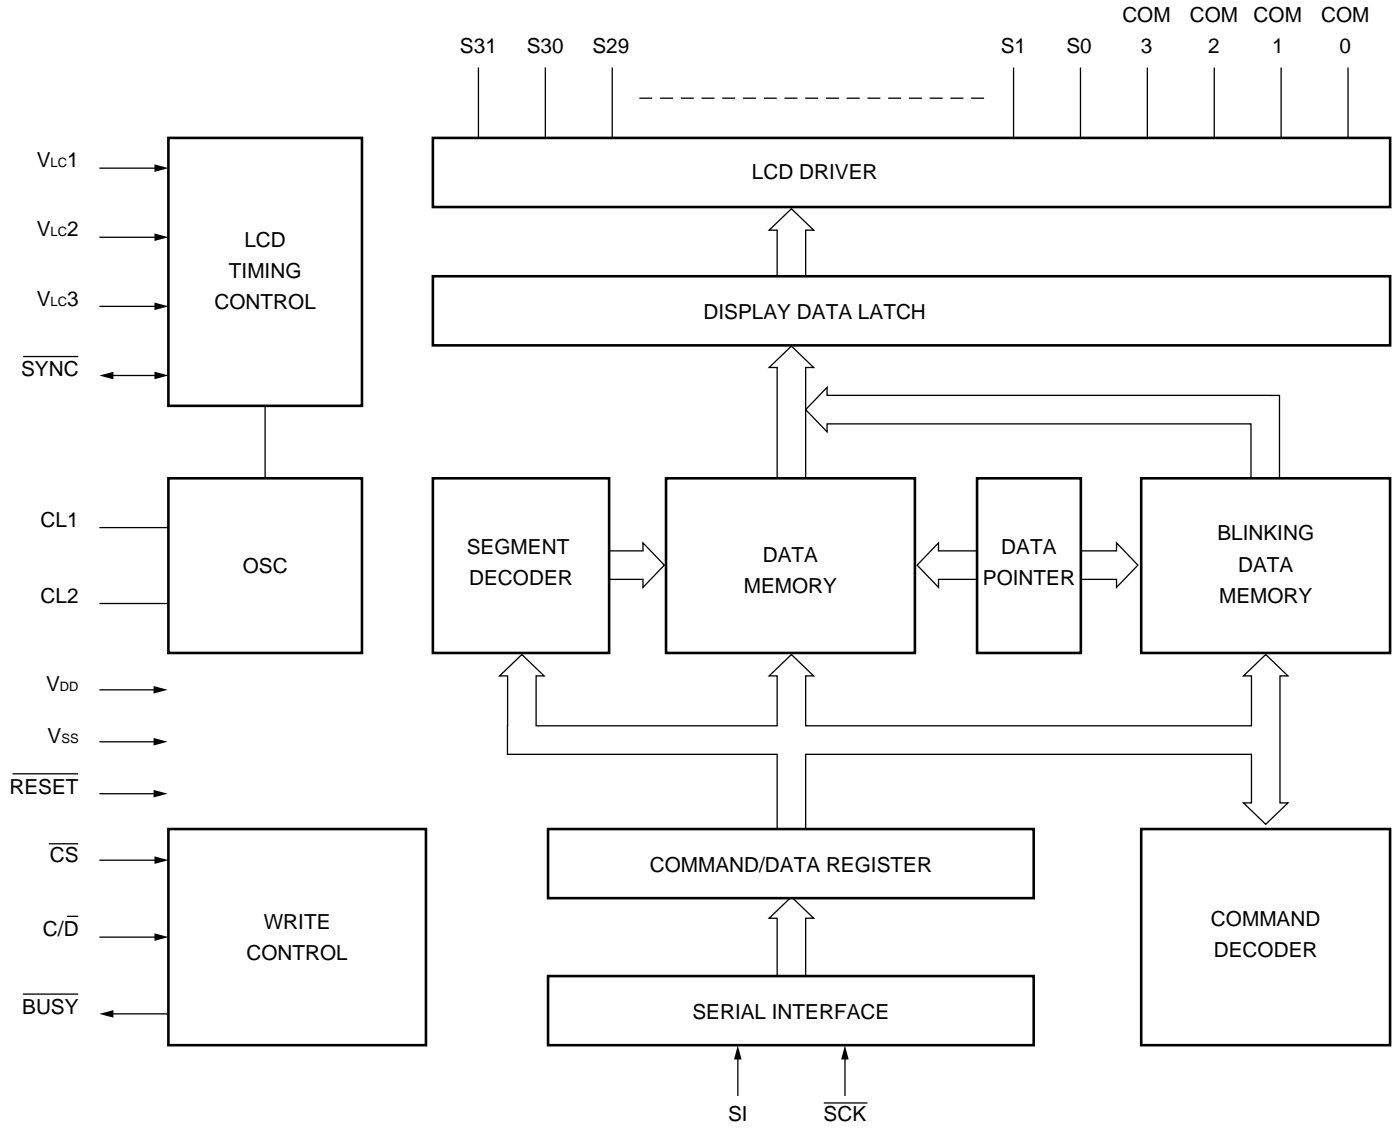 COM COM COM COM
S31 S30 S29 S1 S0 3 2 1 0
LCD DRIVER
VLC1
VLC2
VLC3
SYNC
LCD
TIMING
CONTROL
DISPLAY DATA LATCH
CL1
CL2
OSC
SEGMENT
DECODER
DATA
MEMORY
DATA
POINTER
BLINKING
DATA
MEMORY
VDD
VSS
RESET
CS
C/D
BUSY
WRITE
CONTROL
COMMAND/DATA REGISTER
COMMAND
DECODER
SERIAL INTERFACE
SI SCK